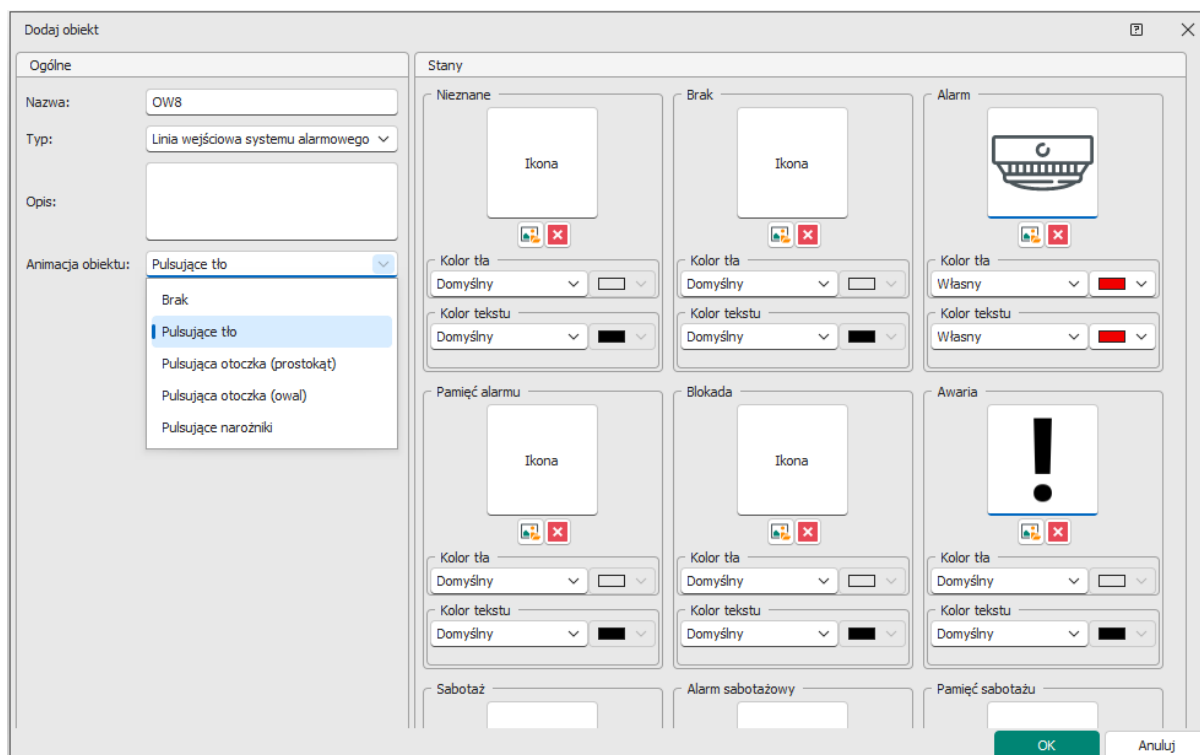 Dodaj obiekt
Ogólne
Nazwa:
OW8
Typ:
Linia wejściowa systemu alarmowego
Opis:
Animacja obiektu:
Pulsujące tło
Brak
Pulsujące tło
Pulsująca otoczka (prostokąt)
Pulsująca otoczka (owal)
Pulsujące narożniki
Stany
Nieznane
Ikona
Kolor tła
Domyślny
Kolor tekstu
Domyślny
Brak
Ikona
Kolor tła
Domyślny
Kolor tekstu
Domyślny
Alarm
Kolor tła
Własny
Kolor tekstu
Własny
Pamięć alarmu
Ikona
Kolor tła
Domyślny
Kolor tekstu
Domyślny
Blokada
Ikona
Kolor tła
Domyślny
Kolor tekstu
Domyślny
Awaria
!
Kolor tła
Domyślny
Kolor tekstu
Domyślny
Sabotaż
Alarm sabotażowy
Pamięć sabotażu
OK
Anuluj